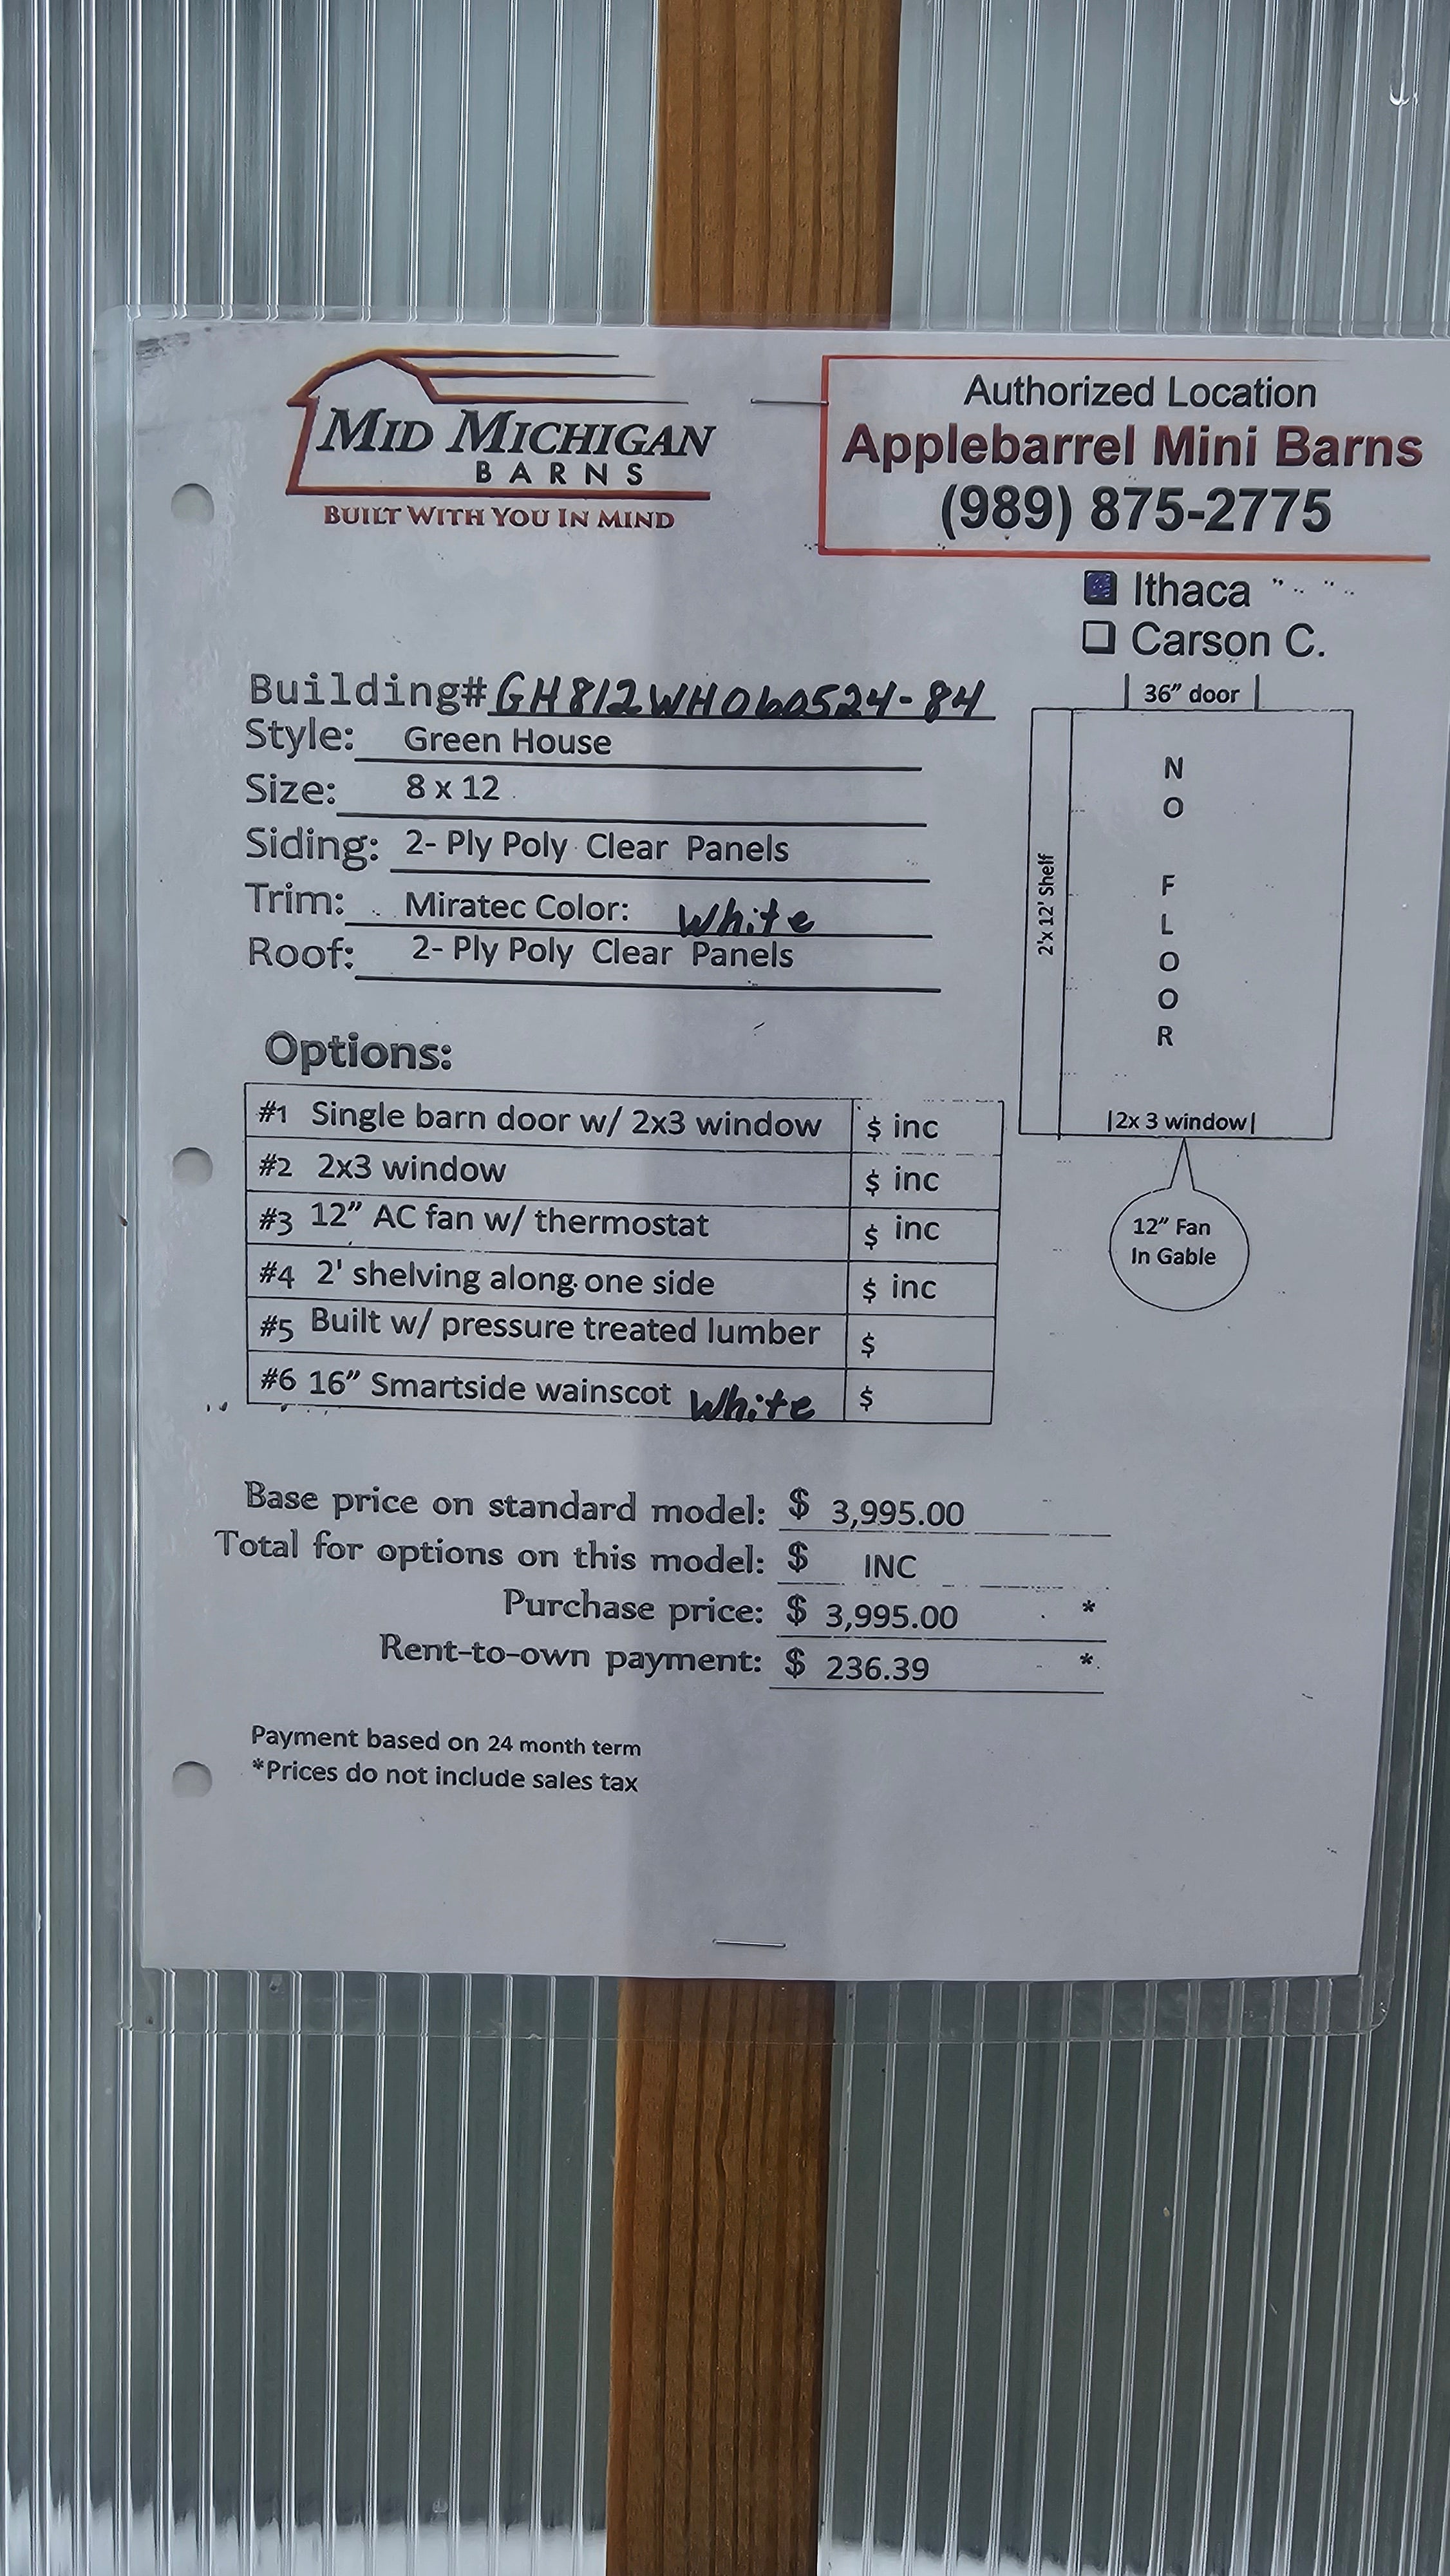 MID MICHIGAN
BARNS
BUILT WITH YOU IN MIND
Authorized Location
Applebarrel Mini Barns
(989) 875-2775
Ithaca
Carson C.
Building# GH812WH060524-84
Style: Green House
Size: 8 x 12
Siding: 2- Ply Poly Clear Panels
Trim: Miratec Color: White
Roof: 2- Ply Poly Clear Panels
36" door
2'x 12' Shelf
NO FLOOR
|2x 3 window|
12" Fan
In Gable
Options:
#1 Single barn door w/ 2x3 window $ inc
#2 2x3 window $ inc
#3 12" AC fan w/ thermostat $ inc
#4 2' shelving along one side $ inc
#5 Built w/ pressure treated lumber $
#6 16" Smartside wainscot White $
Base price on standard model: $ 3,995.00
Total for options on this model: $ INC
Purchase price: $ 3,995.00 *
Rent-to-own payment: $ 236.39 *
Payment based on 24 month term
*Prices do not include sales tax